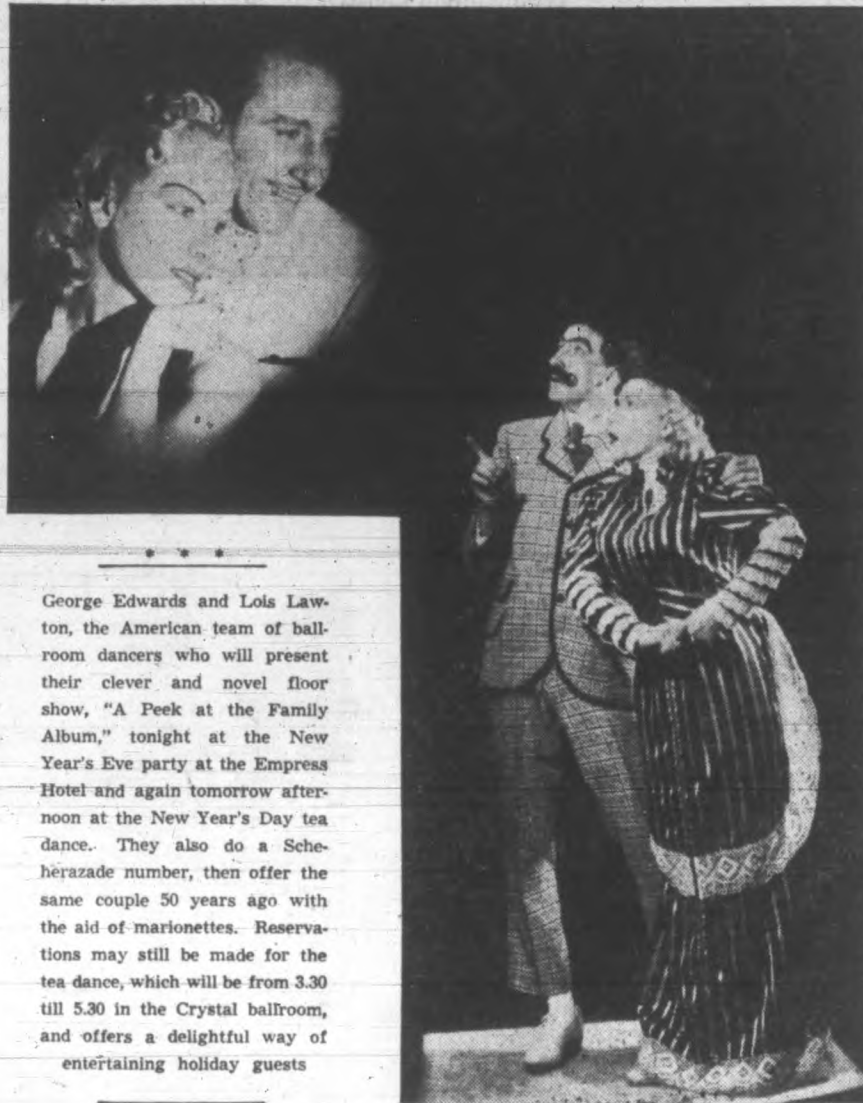 * * *
George Edwards and Lois Law-
ton, the American team of ball-
room dancers who will present
their clever and novel floor
show, "A Peek at the Family
Album," tonight at the New
Year's Eve party at the Empress
Hotel and again tomorrow after-
noon at the New Year's Day tea
dance. They also do a Sche-
herazade number, then offer the
same couple 50 years ago with
the aid of marionettes. Reserva-
tions may still be made for the
tea dance, which will be from 3.30
till 5.30 in the Crystal ballroom,
and offers a delightful way of
entertaining holiday guests